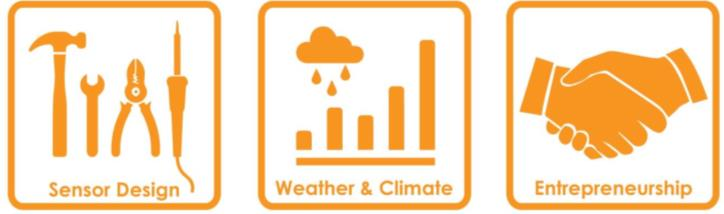 Sensor Design
Weather & Climate
Entrepreneurship